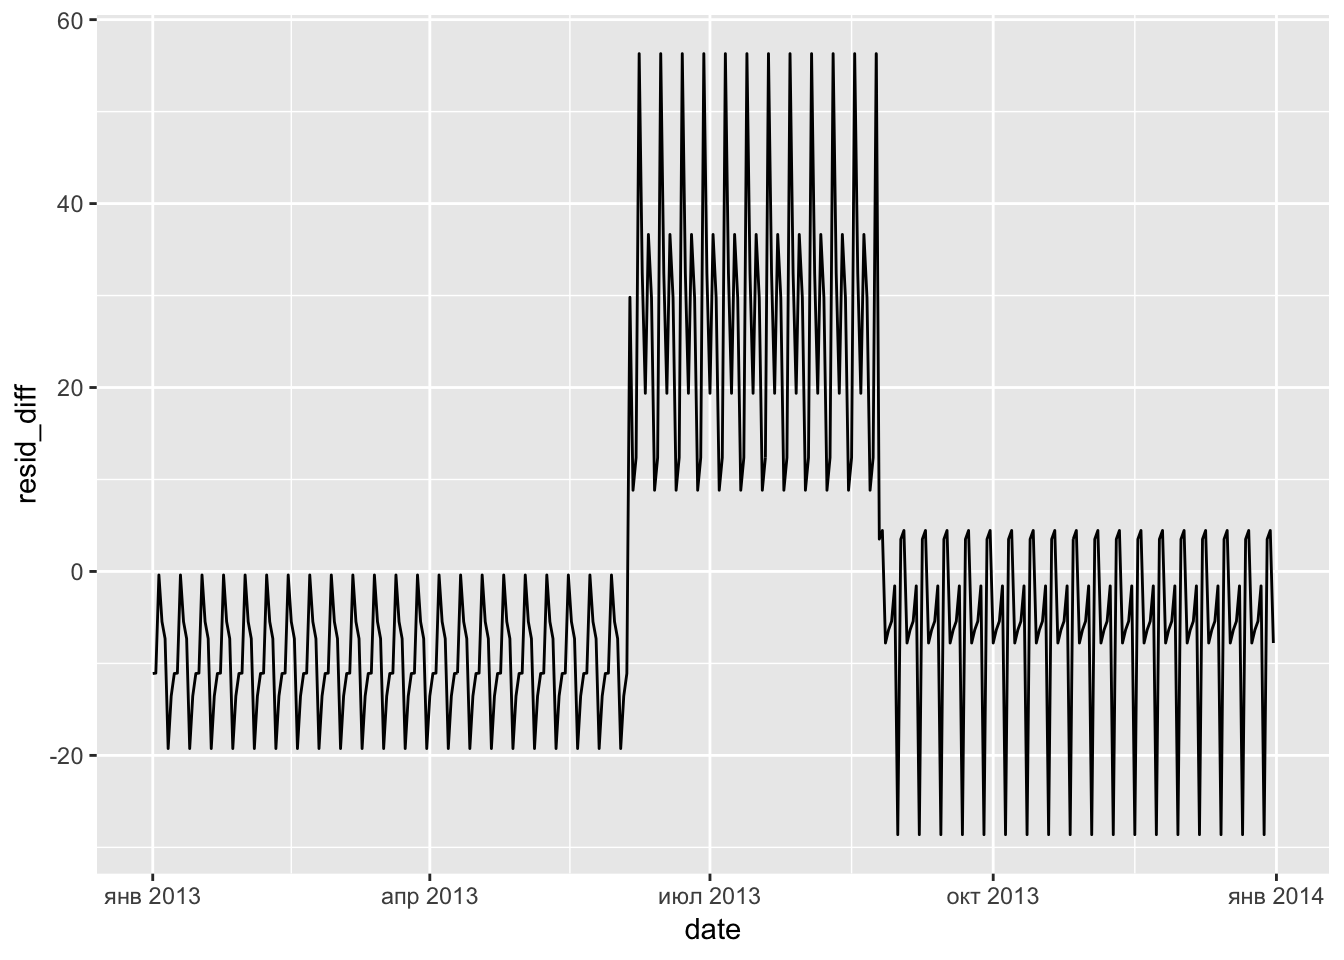 60
40
20
0
-20
resid_diff
янв 2013
апр 2013
июл 2013
окт 2013
янв 2014
date